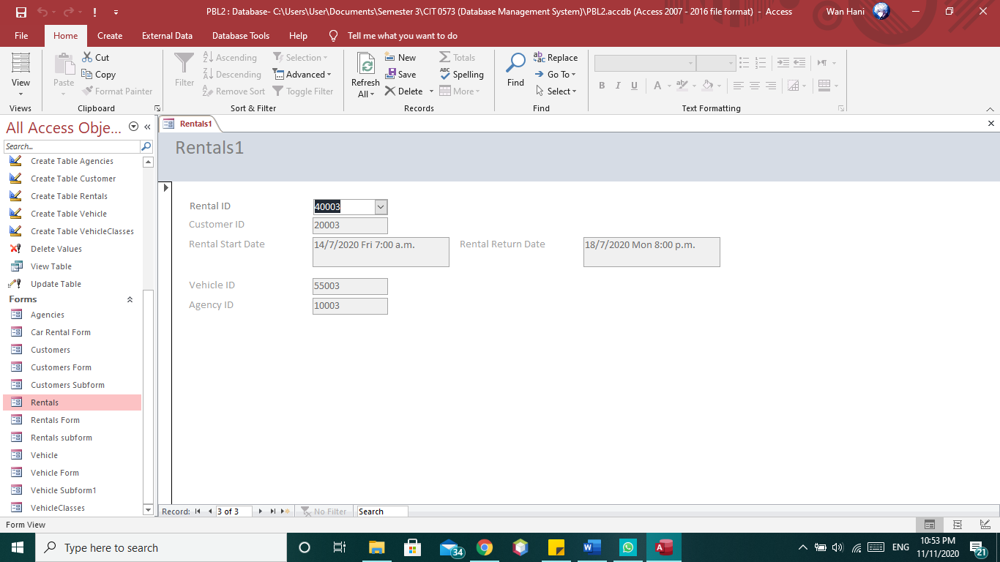 PBL2 : Database- C:\Users\User\Documents\Semester 3\CIT 0573 (Database Management System)\PBL2.accdb (Access 2007 - 2016 file format) - Access Wan Hani
File Home Create External Data Database Tools Help Tell me what you want to do
View
Views
Paste
Cut
Copy
Format Painter
Clipboard
Filter
Ascending
Descending
Remove Sort
Selection
Advanced
Toggle Filter
Sort & Filter
Refresh
All
New
Save
Delete
Totals
Spelling
More
Records
Find
Replace
Go To
Select
Find
B I U A
Text Formatting
All Access Obje...
Search...
Create Table Agencies
Create Table Customer
Create Table Rentals
Create Table Vehicle
Create Table VehicleClasses
Delete Values
View Table
Update Table
Forms
Agencies
Car Rental Form
Customers
Customers Form
Customers Subform
Rentals
Rentals Form
Rentals subform
Vehicle
Vehicle Form
Vehicle Subform1
VehicleClasses
Rentals1
Rentals1
Rental ID 40003
Customer ID 20003
Rental Start Date 14/7/2020 Fri 7:00 a.m. Rental Return Date 18/7/2020 Mon 8:00 p.m.
Vehicle ID 55003
Agency ID 10003
Record: 3 of 3 No Filter Search
Form View
Type here to search
34
ENG
10:53 PM
11/11/2020
21